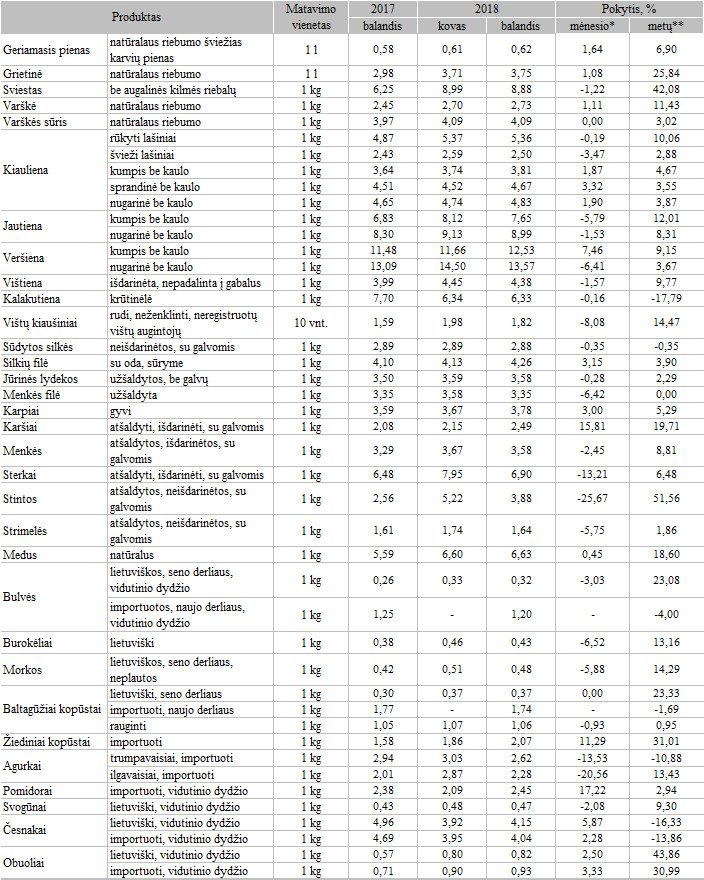 Produktas Matavimo vienetas 2017 2018 Pokytis, %
balandis kovas balandis mėnesio* metų**
Geriamasis pienas natūralaus riebumo šviežias karvių pienas 1 l 0,58 0,61 0,62 1,64 6,90
Grietinė natūralaus riebumo 1 l 2,98 3,71 3,75 1,08 25,84
Sviestas be augalinės kilmės riebalų 1 kg 6,25 8,99 8,88 -1,22 42,08
Varškė natūralaus riebumo 1 kg 2,45 2,70 2,73 1,11 11,43
Varškės sūris natūralaus riebumo 1 kg 3,97 4,09 4,09 0,00 3,02
Kiauliena rūkyti lašiniai 1 kg 4,87 5,37 5,36 -0,19 10,06
švieži lašiniai 1 kg 2,43 2,59 2,50 -3,47 2,88
kumpis be kaulo 1 kg 3,64 3,74 3,81 1,87 4,67
sprandinė be kaulo 1 kg 4,51 4,52 4,67 3,32 3,55
nugarinė be kaulo 1 kg 4,65 4,74 4,83 1,90 3,87
Jautiena kumpis be kaulo 1 kg 6,83 8,12 7,65 -5,79 12,01
nugarinė be kaulo 1 kg 8,30 9,13 8,99 -1,53 8,31
Veršiena kumpis be kaulo 1 kg 11,48 11,66 12,53 7,46 9,15
nugarinė be kaulo 1 kg 13,09 14,50 13,57 -6,41 3,67
Vištiena išdarinėta, nepadalinta į gabalus 1 kg 3,99 4,45 4,38 -1,57 9,77
Kalakutiena krūtinėlė 1 kg 7,70 6,34 6,33 -0,16 -17,79
Vištų kiaušiniai rudi, neženklinti, neregistruotų vištų augintojų 10 vnt. 1,59 1,98 1,82 -8,08 14,47
Sūdytos silkės neišdarinėtos, su galvomis 1 kg 2,89 2,89 2,88 -0,35 -0,35
Silkių filė su oda, sūryme 1 kg 4,10 4,13 4,26 3,15 3,90
Jūrinės lydekos užšaldytos, be galvų 1 kg 3,50 3,59 3,58 -0,28 2,29
Menkės filė užšaldyta 1 kg 3,35 3,58 3,35 -6,42 0,00
Karpiai gyvi 1 kg 3,59 3,67 3,78 3,00 5,29
Karšiai atšaldyti, išdarinėti, su galvomis 1 kg 2,08 2,15 2,49 15,81 19,71
Menkės atšaldytos, išdarinėtos, su galvomis 1 kg 3,29 3,67 3,58 -2,45 8,81
Sterkai atšaldyti, išdarinėti, su galvomis 1 kg 6,48 7,95 6,90 -13,21 6,48
Stintos atšaldytos, neišdarinėtos, su galvomis 1 kg 2,56 5,22 3,88 -25,67 51,56
Strimelės atšaldytos, neišdarinėtos, su galvomis 1 kg 1,61 1,74 1,64 -5,75 1,86
Medus natūralus 1 kg 5,59 6,60 6,63 0,45 18,60
Bulvės lietuviškos, seno derliaus, vidutinio dydžio 1 kg 0,26 0,33 0,32 -3,03 23,08
importuotos, naujo derliaus, vidutinio dydžio 1 kg 1,25 - 1,20 - -4,00
Burokėliai lietuviški 1 kg 0,38 0,46 0,43 -6,52 13,16
Morkos lietuviškos, seno derliaus, neplautos 1 kg 0,42 0,51 0,48 -5,88 14,29
Baltagūžiai kopūstai lietuviški, seno derliaus 1 kg 0,30 0,37 0,37 0,00 23,33
importuoti, naujo derliaus 1 kg 1,77 - 1,74 - -1,69
rauginti 1 kg 1,05 1,07 1,06 -0,93 0,95
Žiediniai kopūstai importuoti 1 kg 1,58 1,86 2,07 11,29 31,01
Agurkai trumpavaisiai, importuoti 1 kg 2,94 3,03 2,62 -13,53 -10,88
ilgavaisiai, importuoti 1 kg 2,01 2,87 2,28 -20,56 13,43
Pomidorai importuoti, vidutinio dydžio 1 kg 2,38 2,09 2,45 17,22 2,94
Svogūnai lietuviški, vidutinio dydžio 1 kg 0,43 0,48 0,47 -2,08 9,30
Česnakai lietuviški, vidutinio dydžio 1 kg 4,96 3,92 4,15 5,87 -16,33
importuoti, vidutinio dydžio 1 kg 4,69 3,95 4,04 2,28 -13,86
Obuoliai lietuviški, vidutinio dydžio 1 kg 0,57 0,80 0,82 2,50 43,86
importuoti, vidutinio dydžio 1 kg 0,71 0,90 0,93 3,33 30,99